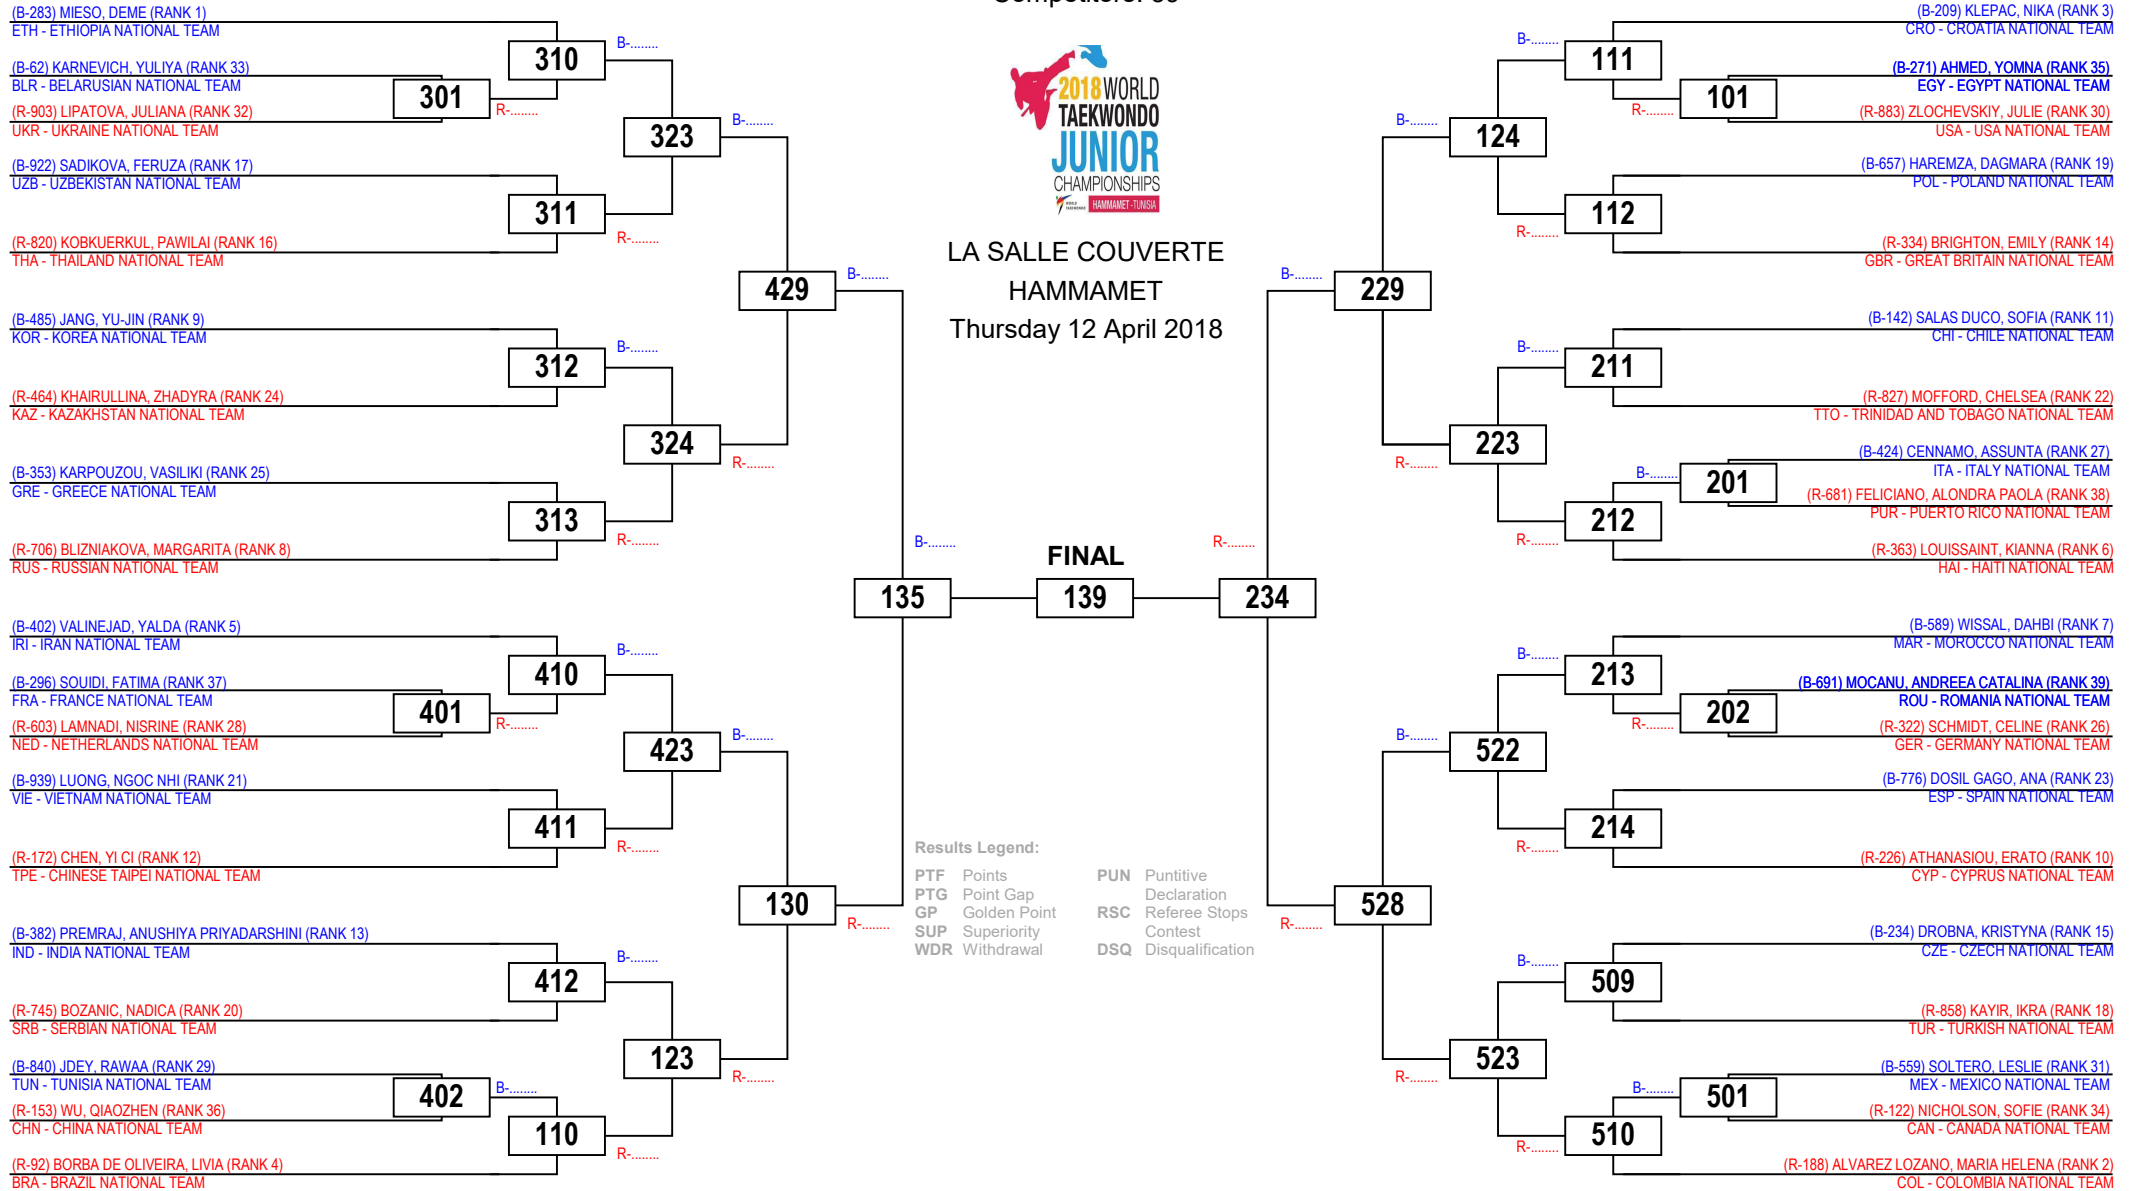 (B-283) MIESO, DEME (RANK 1)
ETH - ETHIOPIA NATIONAL TEAM
(B-62) KARNEVICH, YULIYA (RANK 33)
BLR - BELARUSIAN NATIONAL TEAM
(R-903) LIPATOVA, JULIANA (RANK 32)
UKR - UKRAINE NATIONAL TEAM
(B-922) SADIKOVA, FERUZA (RANK 17)
UZB - UZBEKISTAN NATIONAL TEAM
(R-820) KOBKUERKUL, PAWILAI (RANK 16)
THA - THAILAND NATIONAL TEAM
(B-485) JANG, YU-JIN (RANK 9)
KOR - KOREA NATIONAL TEAM
(R-464) KHAIRULLINA, ZHADYRA (RANK 24)
KAZ - KAZAKHSTAN NATIONAL TEAM
(B-353) KARPOUZOU, VASILIKI (RANK 25)
GRE - GREECE NATIONAL TEAM
(R-706) BLIZNIAKOVA, MARGARITA (RANK 8)
RUS - RUSSIAN NATIONAL TEAM
(B-402) VALINEJAD, YALDA (RANK 5)
IRI - IRAN NATIONAL TEAM
(B-296) SOUIDI, FATIMA (RANK 37)
FRA - FRANCE NATIONAL TEAM
(R-603) LAMNADI, NISRINE (RANK 28)
NED - NETHERLANDS NATIONAL TEAM
(B-939) LUONG, NGOC NHI (RANK 21)
VIE - VIETNAM NATIONAL TEAM
(R-172) CHEN, YI CI (RANK 12)
TPE - CHINESE TAIPEI NATIONAL TEAM
(B-382) PREMRAJ, ANUSHIYA PRIYADARSHINI (RANK 13)
IND - INDIA NATIONAL TEAM
(R-745) BOZANIC, NADICA (RANK 20)
SRB - SERBIAN NATIONAL TEAM
(B-840) JDEY, RAWAA (RANK 29)
TUN - TUNISIA NATIONAL TEAM
(R-153) WU, QIAOZHEN (RANK 36)
CHN - CHINA NATIONAL TEAM
(R-92) BORBA DE OLIVEIRA, LIVIA (RANK 4)
BRA - BRAZIL NATIONAL TEAM
301
R-........
401
R-........
402
B-........
310
B-........
311
R-........
312
B-........
313
R-........
410
B-........
411
R-........
412
B-........
110
R-........
323
B-........
324
R-........
423
B-........
123
R-........
429
B-........
130
R-........
135
B-........
2018 WORLD
TAEKWONDO
JUNIOR
CHAMPIONSHIPS
WORLD
TAEKWONDO
HAMMAMET - TUNISIA
LA SALLE COUVERTE
HAMMAMET
Thursday 12 April 2018
FINAL
139
Results Legend:
PTF Points
PTG Point Gap
GP Golden Point
SUP Superiority
WDR Withdrawal
PUN Puntitive
Declaration
RSC Referee Stops
Contest
DSQ Disqualification
R-........
234
B-........
229
R-........
528
B-........
124
R-........
223
B-........
522
R-........
523
B-........
111
R-........
112
B-........
211
R-........
212
B-........
213
R-........
214
B-........
509
R-........
510
R-........
101
B-........
201
R-........
202
B-........
501
(B-209) KLEPAC, NIKA (RANK 3)
CRO - CROATIA NATIONAL TEAM
(B-271) AHMED, YOMNA (RANK 35)
EGY - EGYPT NATIONAL TEAM
(R-883) ZLOCHEVSKIY, JULIE (RANK 30)
USA - USA NATIONAL TEAM
(B-657) HAREMZA, DAGMARA (RANK 19)
POL - POLAND NATIONAL TEAM
(R-334) BRIGHTON, EMILY (RANK 14)
GBR - GREAT BRITAIN NATIONAL TEAM
(B-142) SALAS DUCO, SOFIA (RANK 11)
CHI - CHILE NATIONAL TEAM
(R-827) MOFFORD, CHELSEA (RANK 22)
TTO - TRINIDAD AND TOBAGO NATIONAL TEAM
(B-424) CENNAMO, ASSUNTA (RANK 27)
ITA - ITALY NATIONAL TEAM
(R-681) FELICIANO, ALONDRA PAOLA (RANK 38)
PUR - PUERTO RICO NATIONAL TEAM
(R-363) LOUISSAINT, KIANNA (RANK 6)
HAI - HAITI NATIONAL TEAM
(B-589) WISSAL, DAHBI (RANK 7)
MAR - MOROCCO NATIONAL TEAM
(B-691) MOCANU, ANDREEA CATALINA (RANK 39)
ROU - ROMANIA NATIONAL TEAM
(R-322) SCHMIDT, CELINE (RANK 26)
GER - GERMANY NATIONAL TEAM
(B-776) DOSIL GAGO, ANA (RANK 23)
ESP - SPAIN NATIONAL TEAM
(R-226) ATHANASIOU, ERATO (RANK 10)
CYP - CYPRUS NATIONAL TEAM
(B-234) DROBNA, KRISTYNA (RANK 15)
CZE - CZECH NATIONAL TEAM
(R-858) KAYIR, IKRA (RANK 18)
TUR - TURKISH NATIONAL TEAM
(B-559) SOLTERO, LESLIE (RANK 31)
MEX - MEXICO NATIONAL TEAM
(R-122) NICHOLSON, SOFIE (RANK 34)
CAN - CANADA NATIONAL TEAM
(R-188) ALVAREZ LOZANO, MARIA HELENA (RANK 2)
COL - COLOMBIA NATIONAL TEAM